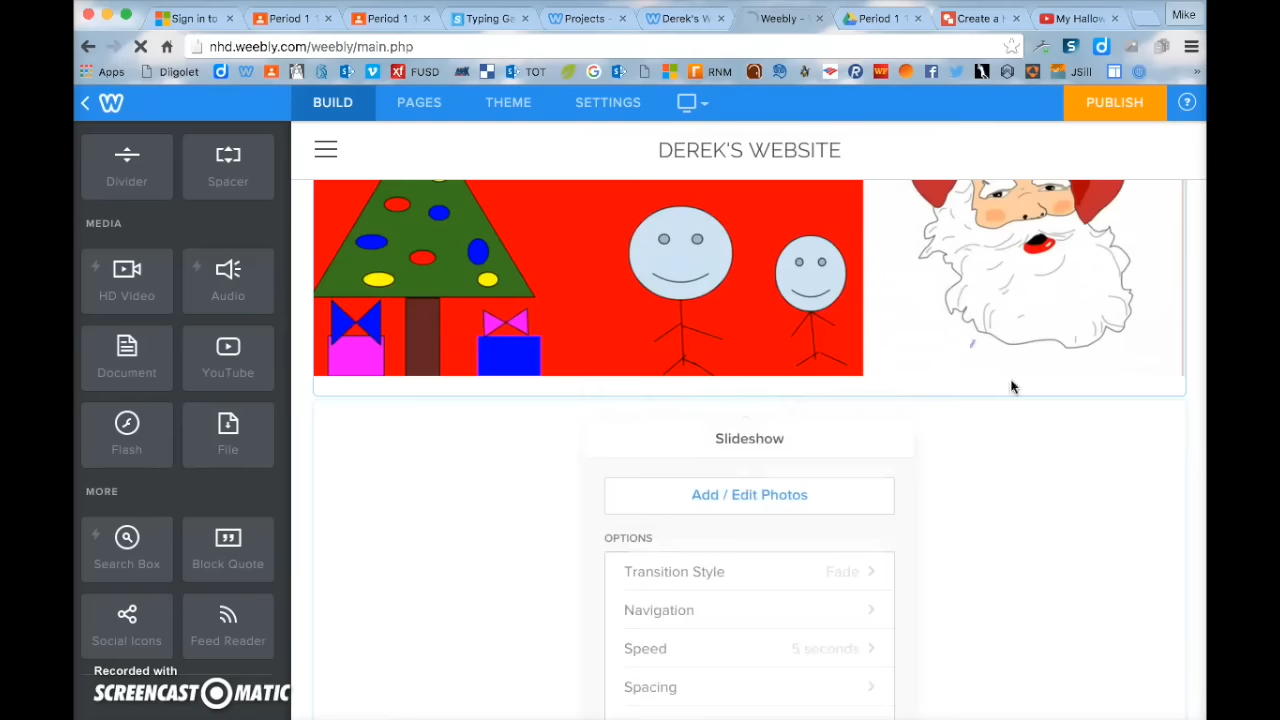 Sign in to
Period 1
Period 1
Typing Ga
Projects -
Derek's W
Weebly -
Period 1
Create a
My Hallow
Mike
nhd.weebly.com/weebly/main.php
Apps
Diigolet
FUSD
TOT
RNM
JSill
BUILD
PAGES
THEME
SETTINGS
PUBLISH
Divider
Spacer
DEREK'S WEBSITE
MEDIA
HD Video
Audio
Document
YouTube
Flash
File
Slideshow
Add / Edit Photos
MORE
OPTIONS
Search Box
Block Quote
Transition Style
Fade
Navigation
Social Icons
Feed Reader
Speed
5 seconds
Spacing
Recorded with
SCREENCAST-O-MATIC